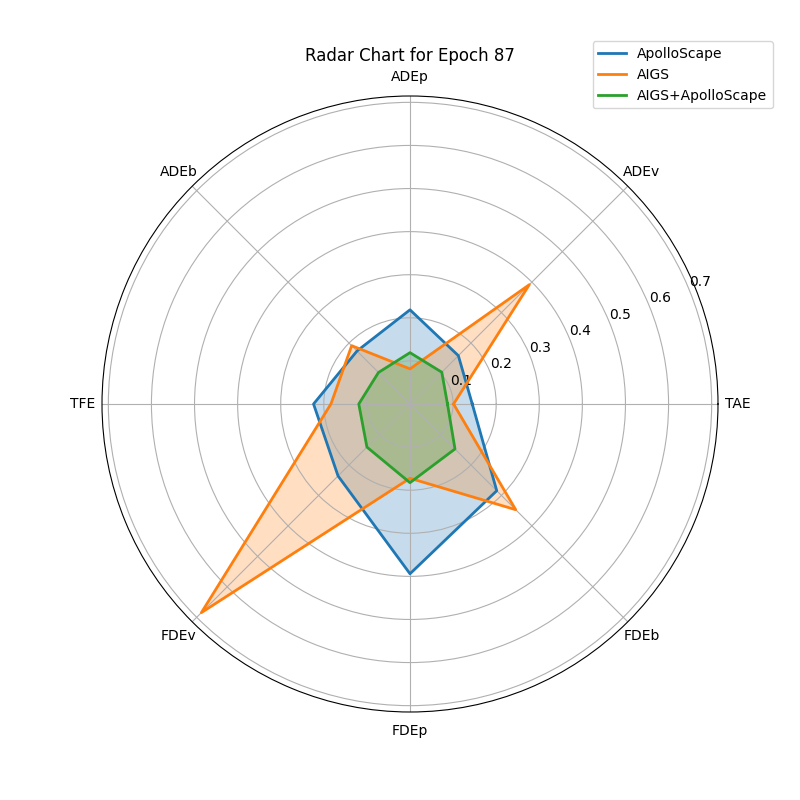 Radar Chart for Epoch 87
ApolloScape
AIGS
AIGS+ApolloScape
ADEp
ADEb
ADEv
0.7
0.6
0.5
0.4
0.3
0.2
0.1
TFE
TAE
FDEv
FDEb
FDEp